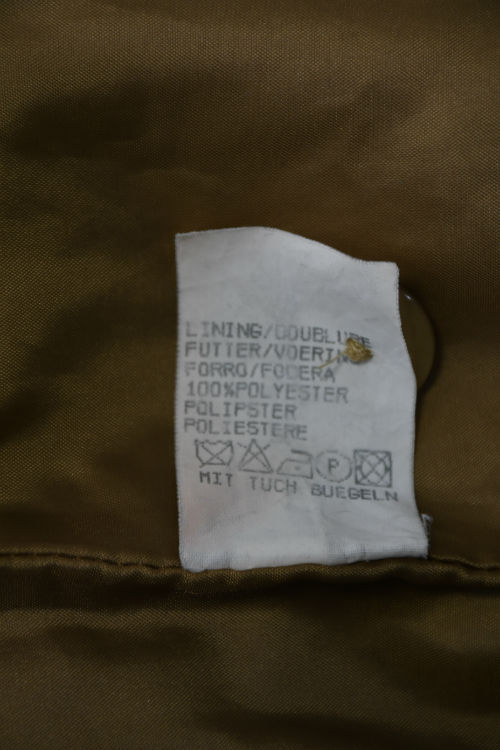 LINING/DOUBLURE
FUTTER/VOERING
FORRO/FODERA
100%POLYESTER
POLIPSTER
POLIESTERE
P
MIT TUCH BUEGELN